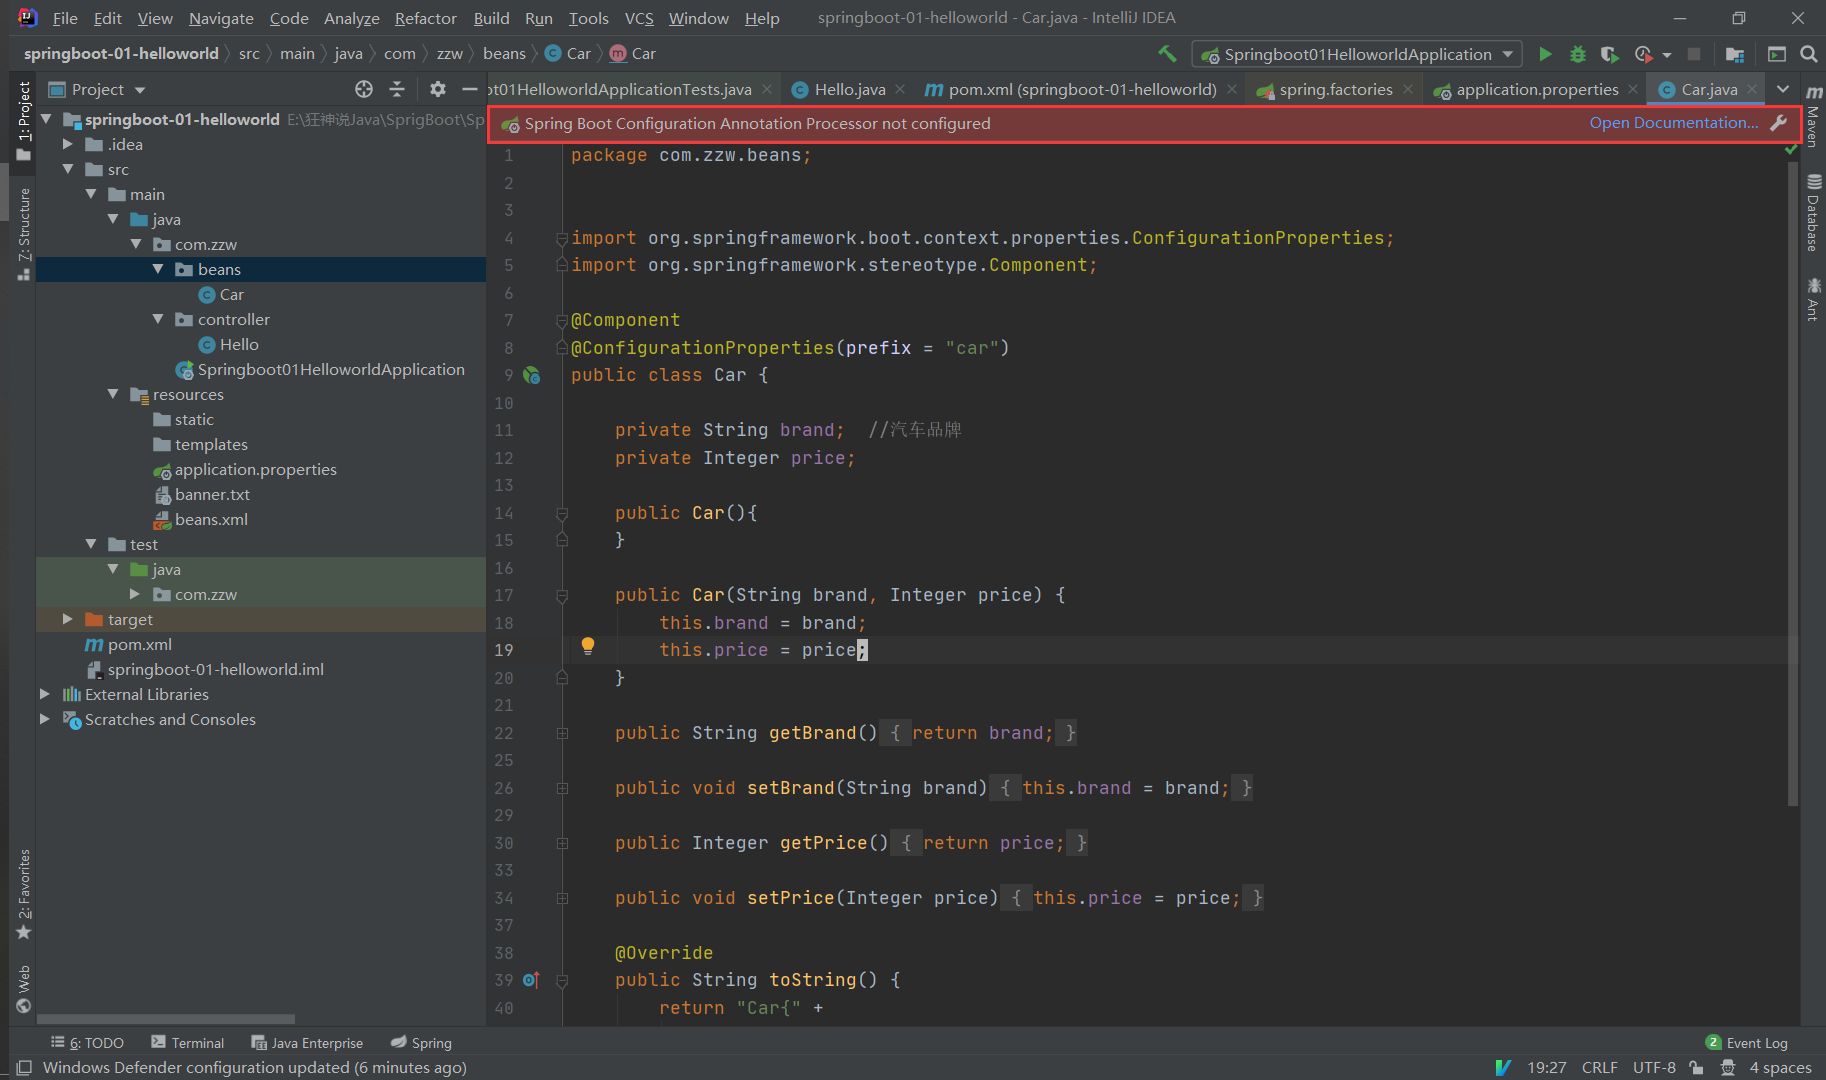 File Edit View Navigate Code Analyze Refactor Build Run Tools VCS Window Help springboot-01-helloworld - Car.java - IntelliJ IDEA
springboot-01-helloworld src main java com zzw beans Car Car Springboot01HelloworldApplication
Project ot01HelloworldApplicationTests.java Hello.java pom.xml (springboot-01-helloworld) spring.factories application.properties Car.java
Spring Boot Configuration Annotation Processor not configured Open Documentation...
1: Project
Z: Structure
2: Favorites
Web
springboot-01-helloworld E:\狂神说Java\SprigBoot\Sp
.idea
src
main
java
com.zzw
beans
Car
controller
Hello
Springboot01HelloworldApplication
resources
static
templates
application.properties
banner.txt
beans.xml
test
java
com.zzw
target
pom.xml
springboot-01-helloworld.iml
External Libraries
Scratches and Consoles
1 package com.zzw.beans;
2
3
4 import org.springframework.boot.context.properties.ConfigurationProperties;
5 import org.springframework.stereotype.Component;
6
7 @Component
8 @ConfigurationProperties(prefix = "car")
9 public class Car {
10
11 private String brand; //汽车品牌
12 private Integer price;
13
14 public Car(){
15 }
16
17 public Car(String brand, Integer price) {
18 this.brand = brand;
19 this.price = price;
20 }
21
22 public String getBrand() { return brand; }
25
26 public void setBrand(String brand) { this.brand = brand; }
29
30 public Integer getPrice() { return price; }
33
34 public void setPrice(Integer price) { this.price = price; }
37
38 @Override
39 public String toString() {
40 return "Car{" +
Maven
Database
Ant
6: TODO Terminal Java Enterprise Spring 2 Event Log
Windows Defender configuration updated (6 minutes ago) 19:27 CRLF UTF-8 4 spaces